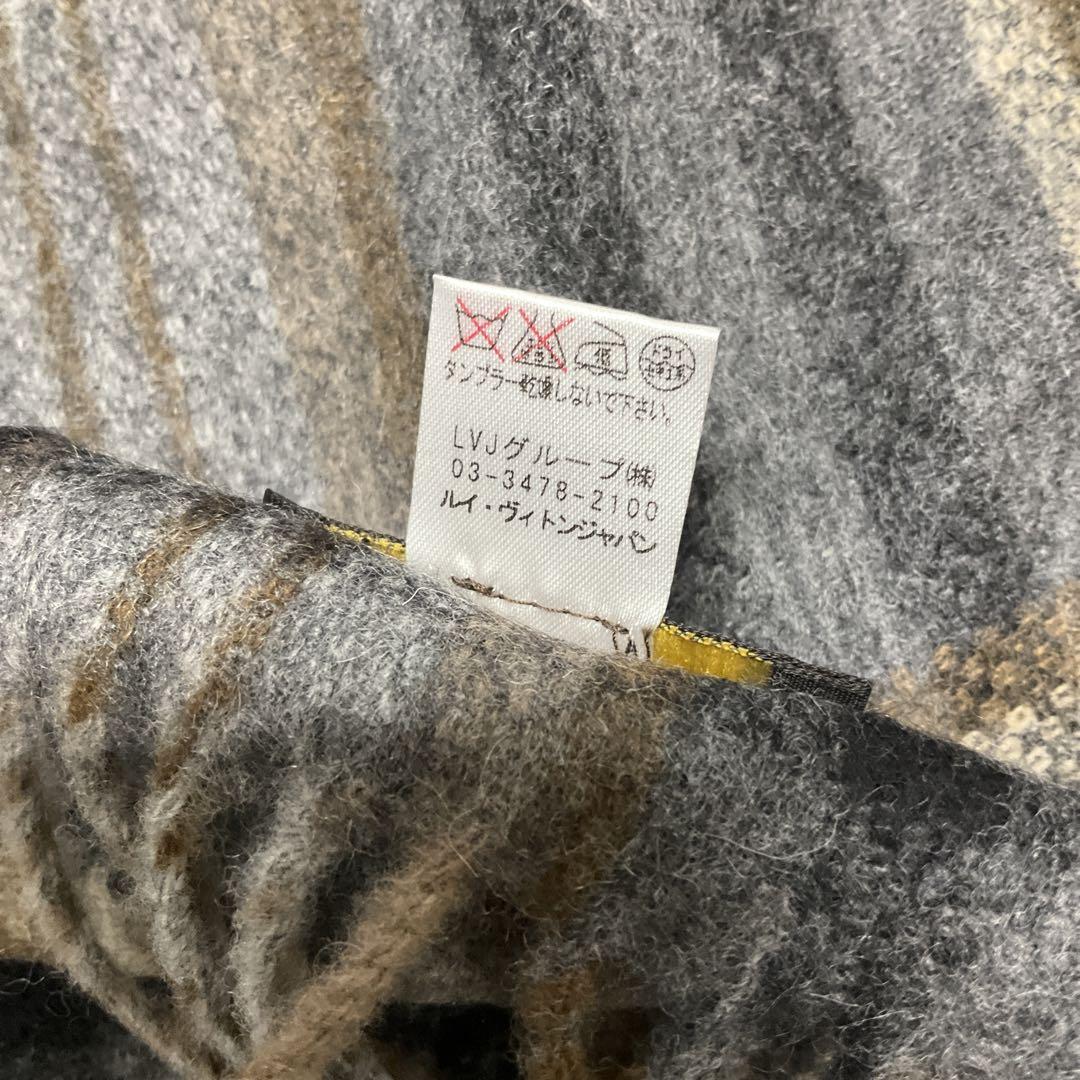 タンブラー乾燥しないで下さい。
LVJグループ(株)
03-3478-2100
ルイ・ヴィトンジャパン
A